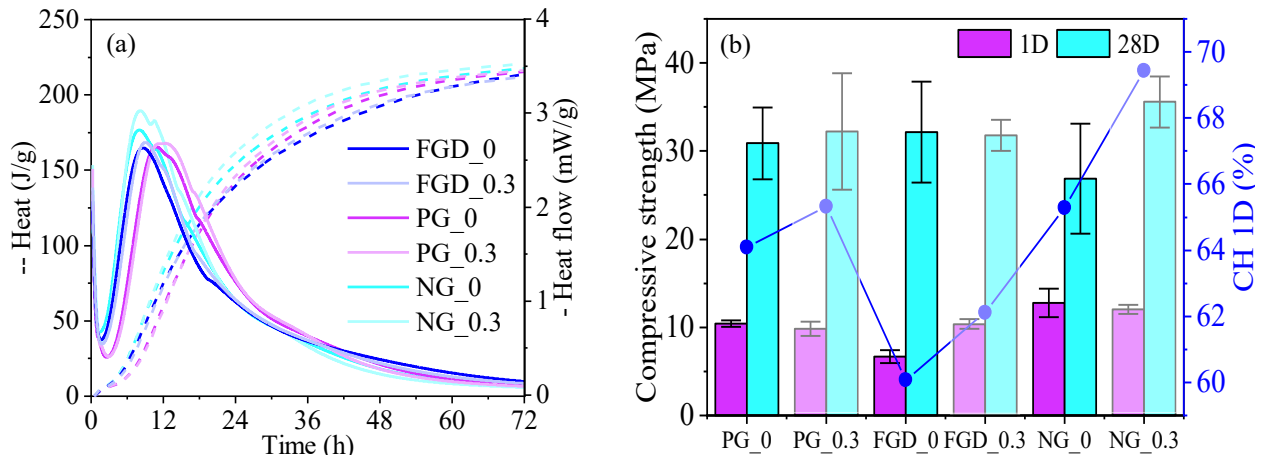 (a)
250
200
150
100
50
0
-- Heat (J/g)
4
3
2
1
0
- Heat flow (mW/g)
FGD_0
FGD_0.3
PG_0
PG_0.3
NG_0
NG_0.3
0 12 24 36 48 60 72
Time (h)
(b)
1D 28D
40
30
20
10
0
Compressive strength (MPa)
70
68
66
64
62
60
CH 1D (%)
PG_0 PG_0.3 FGD_0 FGD_0.3 NG_0 NG_0.3